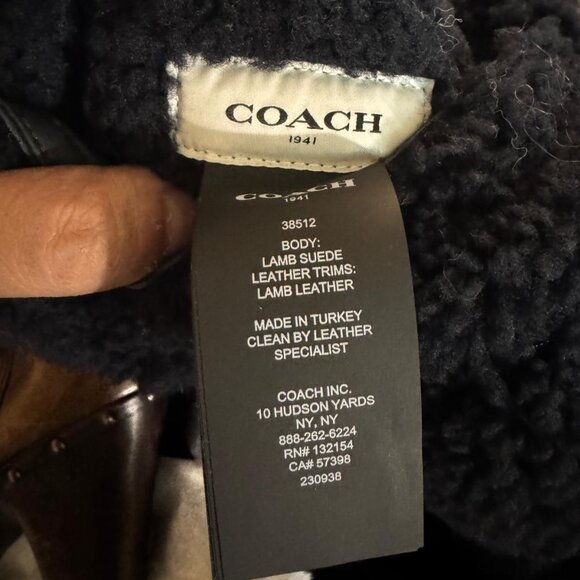 COACH
1941
COACH
1941
38512
BODY:
LAMB SUEDE
LEATHER TRIMS:
LAMB LEATHER
MADE IN TURKEY
CLEAN BY LEATHER
SPECIALIST
COACH INC.
10 HUDSON YARDS
NY, NY
888-262-6224
RN# 132154
CA# 57398
230938